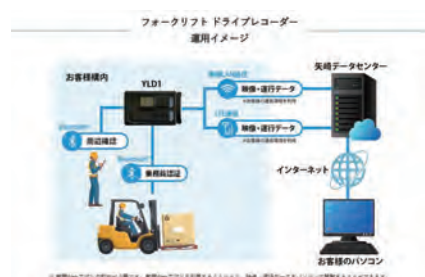 フォークリフト ドライブレコーダー
運用イメージ
お客様構内
YLD1
無線LAN通信
映像・運行データ
LTE通信
映像・運行データ
矢崎データセンター
Bluetooth
周辺確認
Bluetooth
乗務員認証
インターネット
お客様のパソコン